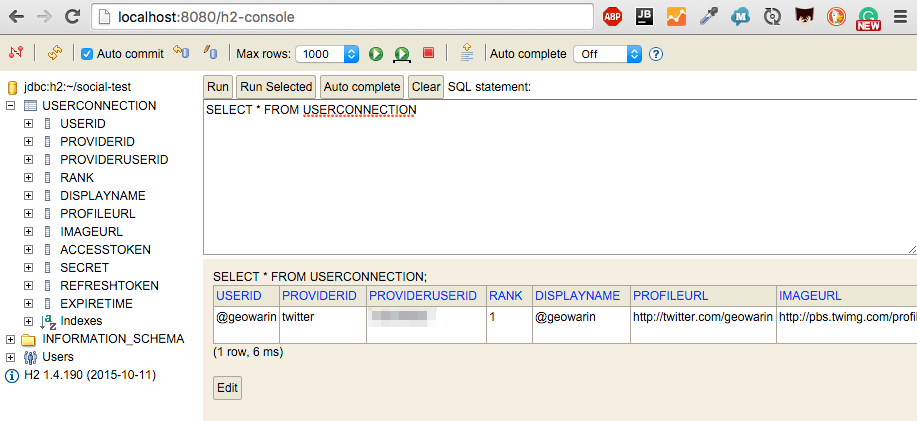 localhost:8080/h2-console
ABP
JB
M
G
NEW
Auto commit
Max rows: 1000
Auto complete Off
?
jdbc:h2:~/social-test
USERCONNECTION
USERID
PROVIDERID
PROVIDERUSERID
RANK
DISPLAYNAME
PROFILEURL
IMAGEURL
ACCESSTOKEN
SECRET
REFRESHTOKEN
EXPIRETIME
Indexes
INFORMATION_SCHEMA
Users
H2 1.4.190 (2015-10-11)
Run Run Selected Auto complete Clear SQL statement:
SELECT * FROM USERCONNECTION
SELECT * FROM USERCONNECTION;
USERID PROVIDERID PROVIDERUSERID RANK DISPLAYNAME PROFILEURL IMAGEURL
@geowarin twitter 1 @geowarin http://twitter.com/geowarin http://pbs.twimg.com/profil
(1 row, 6 ms)
Edit